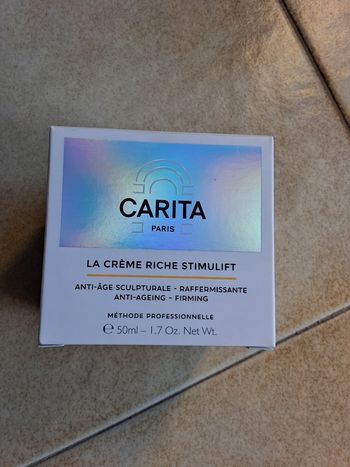 CARITA
PARIS
LA CRÈME RICHE STIMULIFT
ANTI-ÂGE SCULPTURALE - RAFFERMISSANTE
ANTI-AGEING - FIRMING
MÉTHODE PROFESSIONNELLE
℮ 50ml – 1.7 Oz. Net Wt.